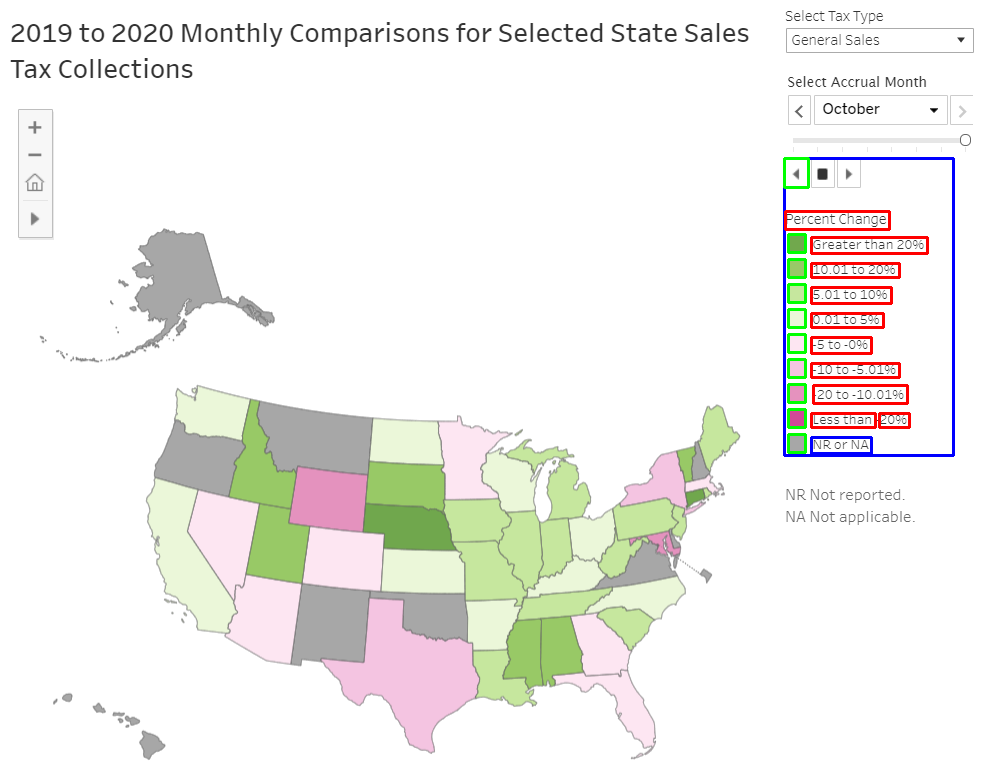 2019 to 2020 Monthly Comparisons for Selected State Sales
Tax Collections
Select Tax Type
General Sales
Select Accrual Month
October
Percent Change
Greater than 20%
10.01 to 20%
5.01 to 10%
0.01 to 5%
-5 to -0%
-10 to -5.01%
-20 to -10.01%
Less than -20%
NR or NA
NR Not reported.
NA Not applicable.